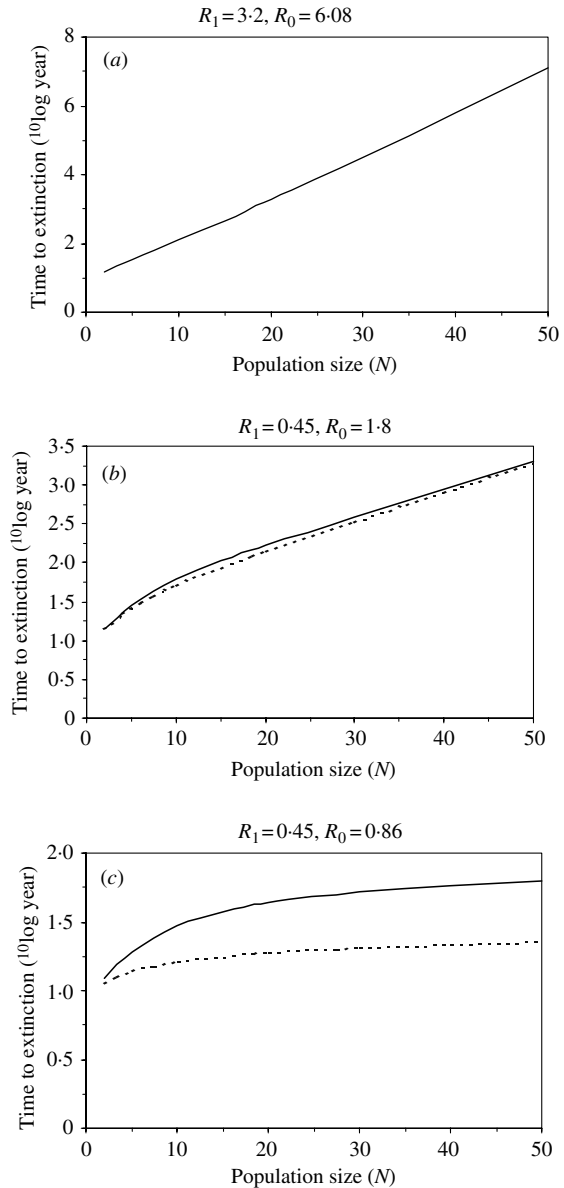 R₁=3·2, R₀=6·08
(a)
Time to extinction (¹⁰log year)
8
6
4
2
0
0 10 20 30 40 50
Population size (N)
R₁=0·45, R₀=1·8
(b)
Time to extinction (¹⁰log year)
3·5
3·0
2·5
2·0
1·5
1·0
0·5
0
0 10 20 30 40 50
Population size (N)
R₁=0·45, R₀=0·86
(c)
Time to extinction (¹⁰log year)
2·0
1·5
1·0
0·5
0
0 10 20 30 40 50
Population size (N)